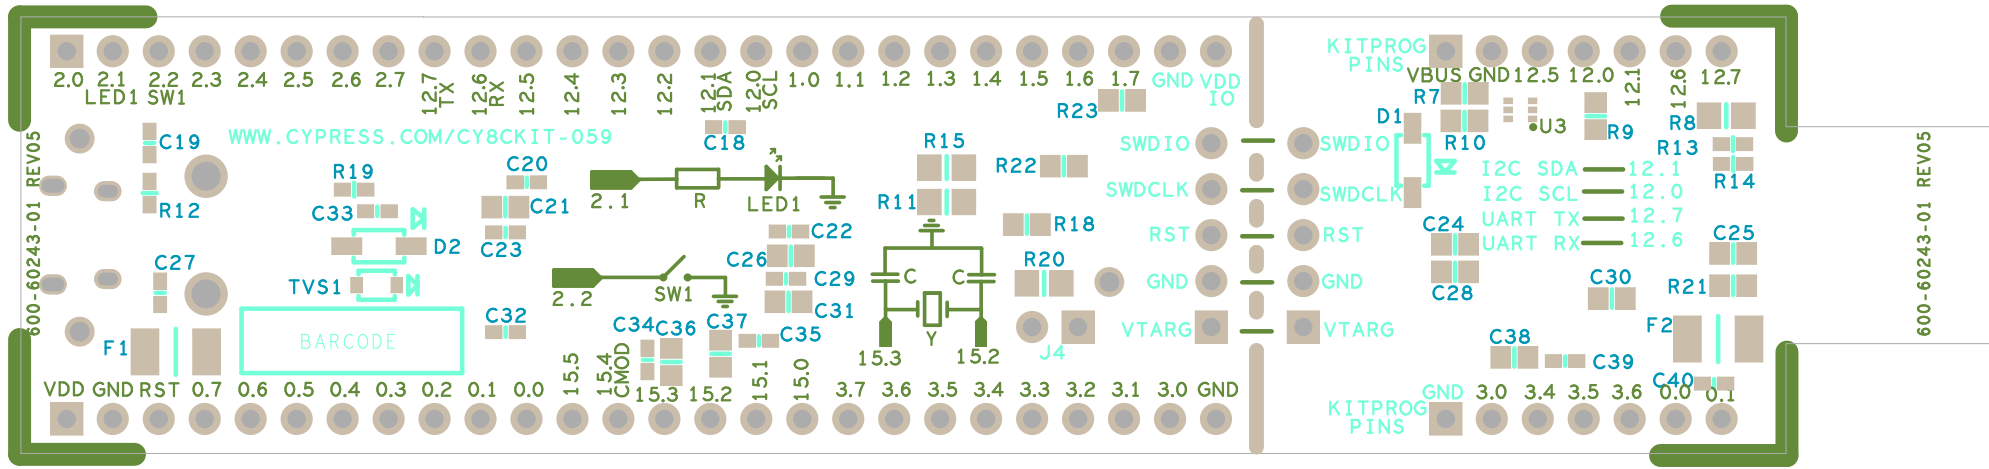 2.0 2.1 2.2 2.3 2.4 2.5 2.6 2.7 12.7 12.6 12.5 12.4 12.3 12.2 12.1 12.0 1.0 1.1 1.2 1.3 1.4 1.5 1.6 1.7 GND VDD
LED1 SW1 TX RX SDA SCL IO
KITPROG
PINS
VBUS GND 12.5 12.0 12.1 12.6 12.7
R23 R7
D1 U3 R9 R8
WWW.CYPRESS.COM/CY8CKIT-059
C19 C18 R15 SWDIO SWDIO R10 R13
600-60243-01 REV05
R19 C20 R22 I2C SDA 12.1
R14
SWDCLK SWDCLK I2C SCL 12.0
R12 C33 C21 2.1 R LED1 R11
UART TX 12.7
C23 C22 R18 RST RST C24 UART RX 12.6 C25
D2
C27 C26 R20
TVS1 C29 C C GND GND C30 R21
2.2 SW1 C28
600-60243-01 REV05
C32 C31
C34 C36 C37 C35 VTARG VTARG F2
F1 BARCODE Y C38
15.3 15.2 J4 C39
C40
VDD GND RST 0.7 0.6 0.5 0.4 0.3 0.2 0.1 0.0 15.5 15.4 CMOD 15.3 15.2 15.1 15.0 3.7 3.6 3.5 3.4 3.3 3.2 3.1 3.0 GND
GND 3.0 3.4 3.5 3.6 0.0 0.1
KITPROG
PINS